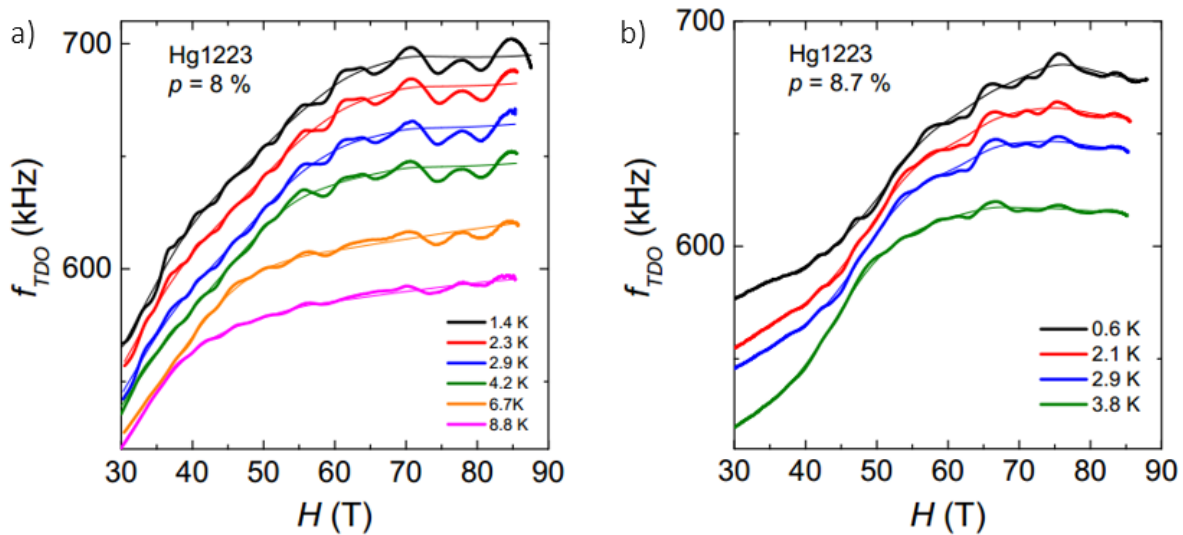 a)
Hg1223
p = 8 %
700
600
f_TDO (kHz)
1.4 K
2.3 K
2.9 K
4.2 K
6.7K
8.8 K
30 40 50 60 70 80 90
H (T)
b)
Hg1223
p = 8.7 %
700
600
f_TDO (kHz)
0.6 K
2.1 K
2.9 K
3.8 K
30 40 50 60 70 80 90
H (T)